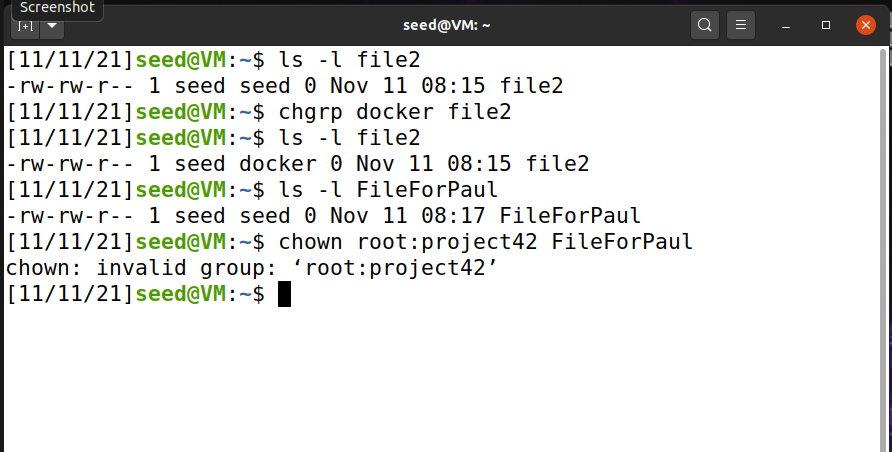 Screenshot
seed@VM: ~
[11/11/21]seed@VM:~$ ls -l file2
-rw-rw-r-- 1 seed seed 0 Nov 11 08:15 file2
[11/11/21]seed@VM:~$ chgrp docker file2
[11/11/21]seed@VM:~$ ls -l file2
-rw-rw-r-- 1 seed docker 0 Nov 11 08:15 file2
[11/11/21]seed@VM:~$ ls -l FileForPaul
-rw-rw-r-- 1 seed seed 0 Nov 11 08:17 FileForPaul
[11/11/21]seed@VM:~$ chown root:project42 FileForPaul
chown: invalid group: ‘root:project42’
[11/11/21]seed@VM:~$